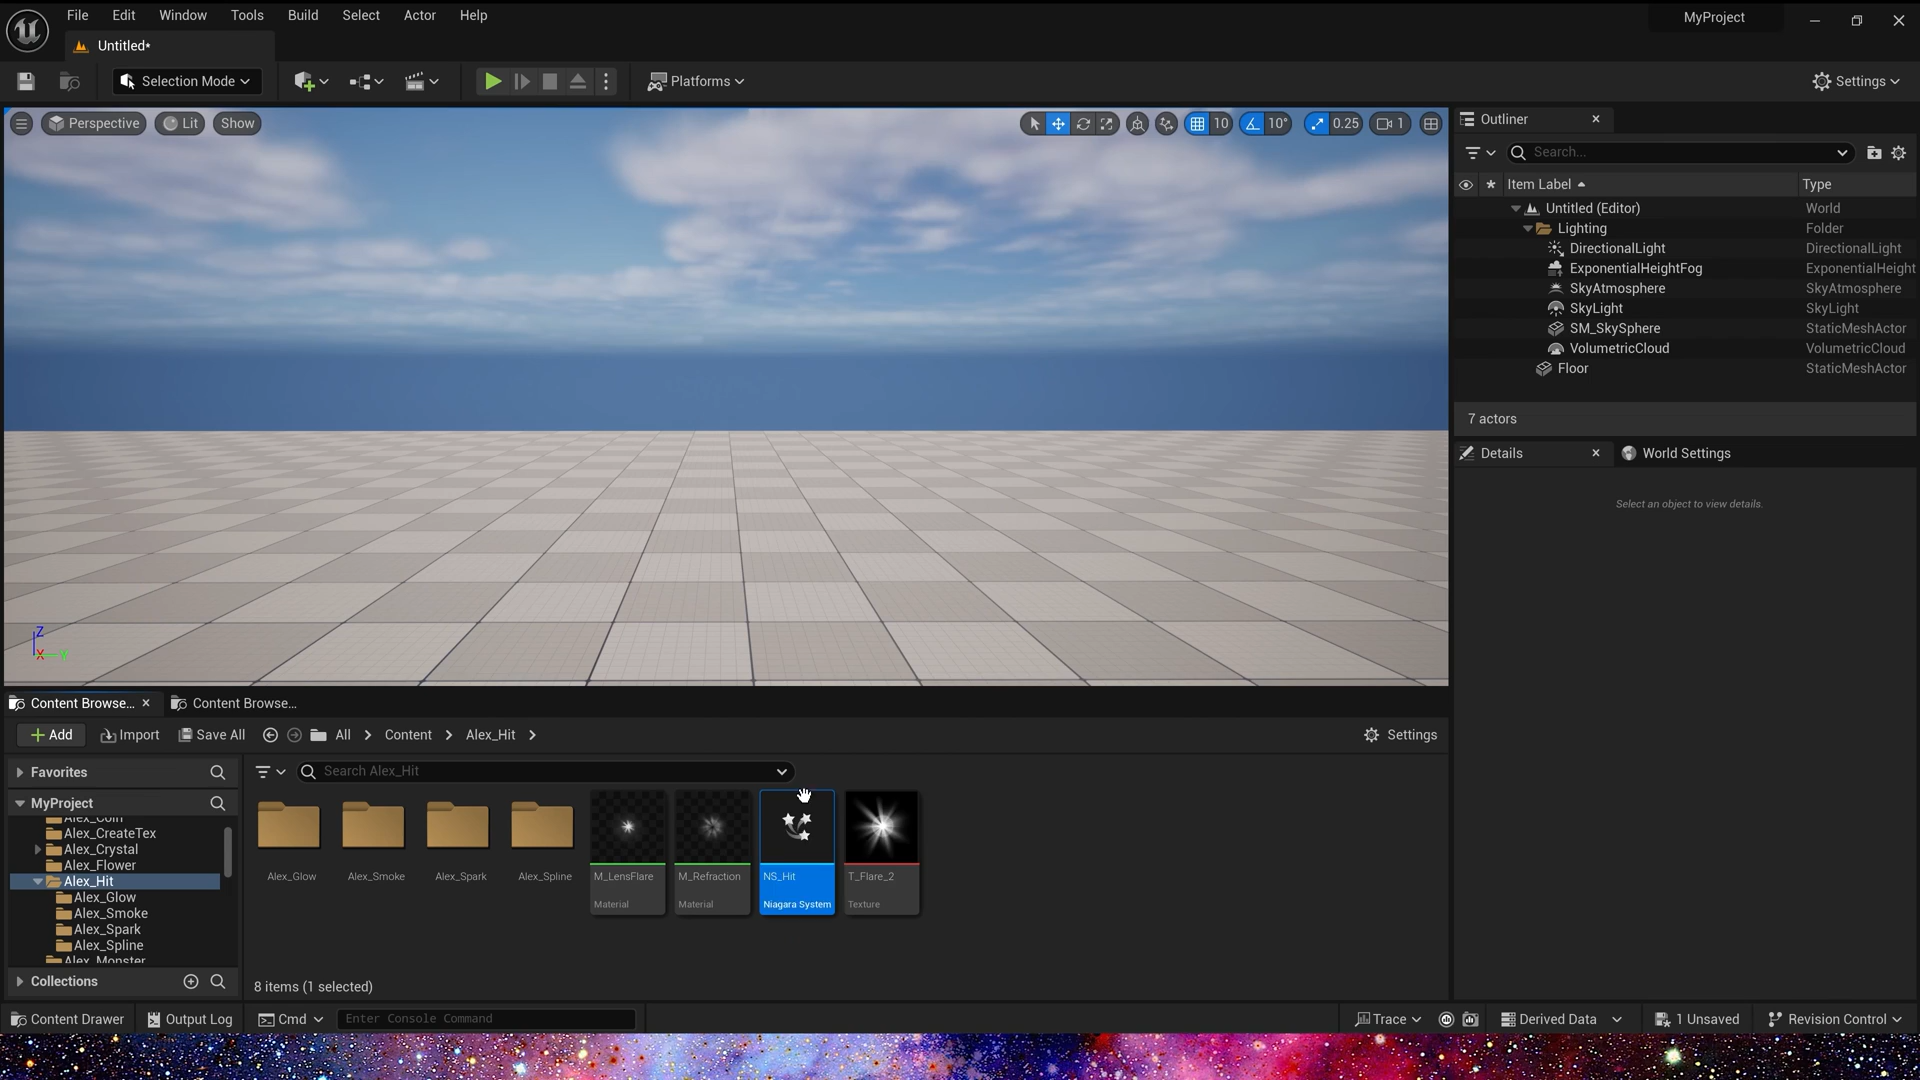 File Edit Window Tools Build Select Actor Help
MyProject
Untitled*
Selection Mode
Platforms
Settings
Perspective Lit Show
10 10° 0.25 1
Outliner
Search...
Item Label Type
Untitled (Editor) World
Lighting Folder
DirectionalLight DirectionalLight
ExponentialHeightFog ExponentialHeight
SkyAtmosphere SkyAtmosphere
SkyLight SkyLight
SM_SkySphere StaticMeshActor
VolumetricCloud VolumetricCloud
Floor StaticMeshActor
7 actors
Details World Settings
Select an object to view details.
Z
X Y
Content Browse... Content Browse...
Add Import Save All All Content Alex_Hit Settings
Favorites
Search Alex_Hit
MyProject
Alex_Coin
Alex_CreateTex
Alex_Crystal
Alex_Flower
Alex_Hit
Alex_Glow
Alex_Smoke
Alex_Spark
Alex_Spline
Alex_Monster
Collections
Alex_Glow Alex_Smoke Alex_Spark Alex_Spline M_LensFlare M_Refraction NS_Hit T_Flare_2
Material Material Niagara System Texture
8 items (1 selected)
Content Drawer Output Log Cmd Enter Console Command Trace Derived Data 1 Unsaved Revision Control